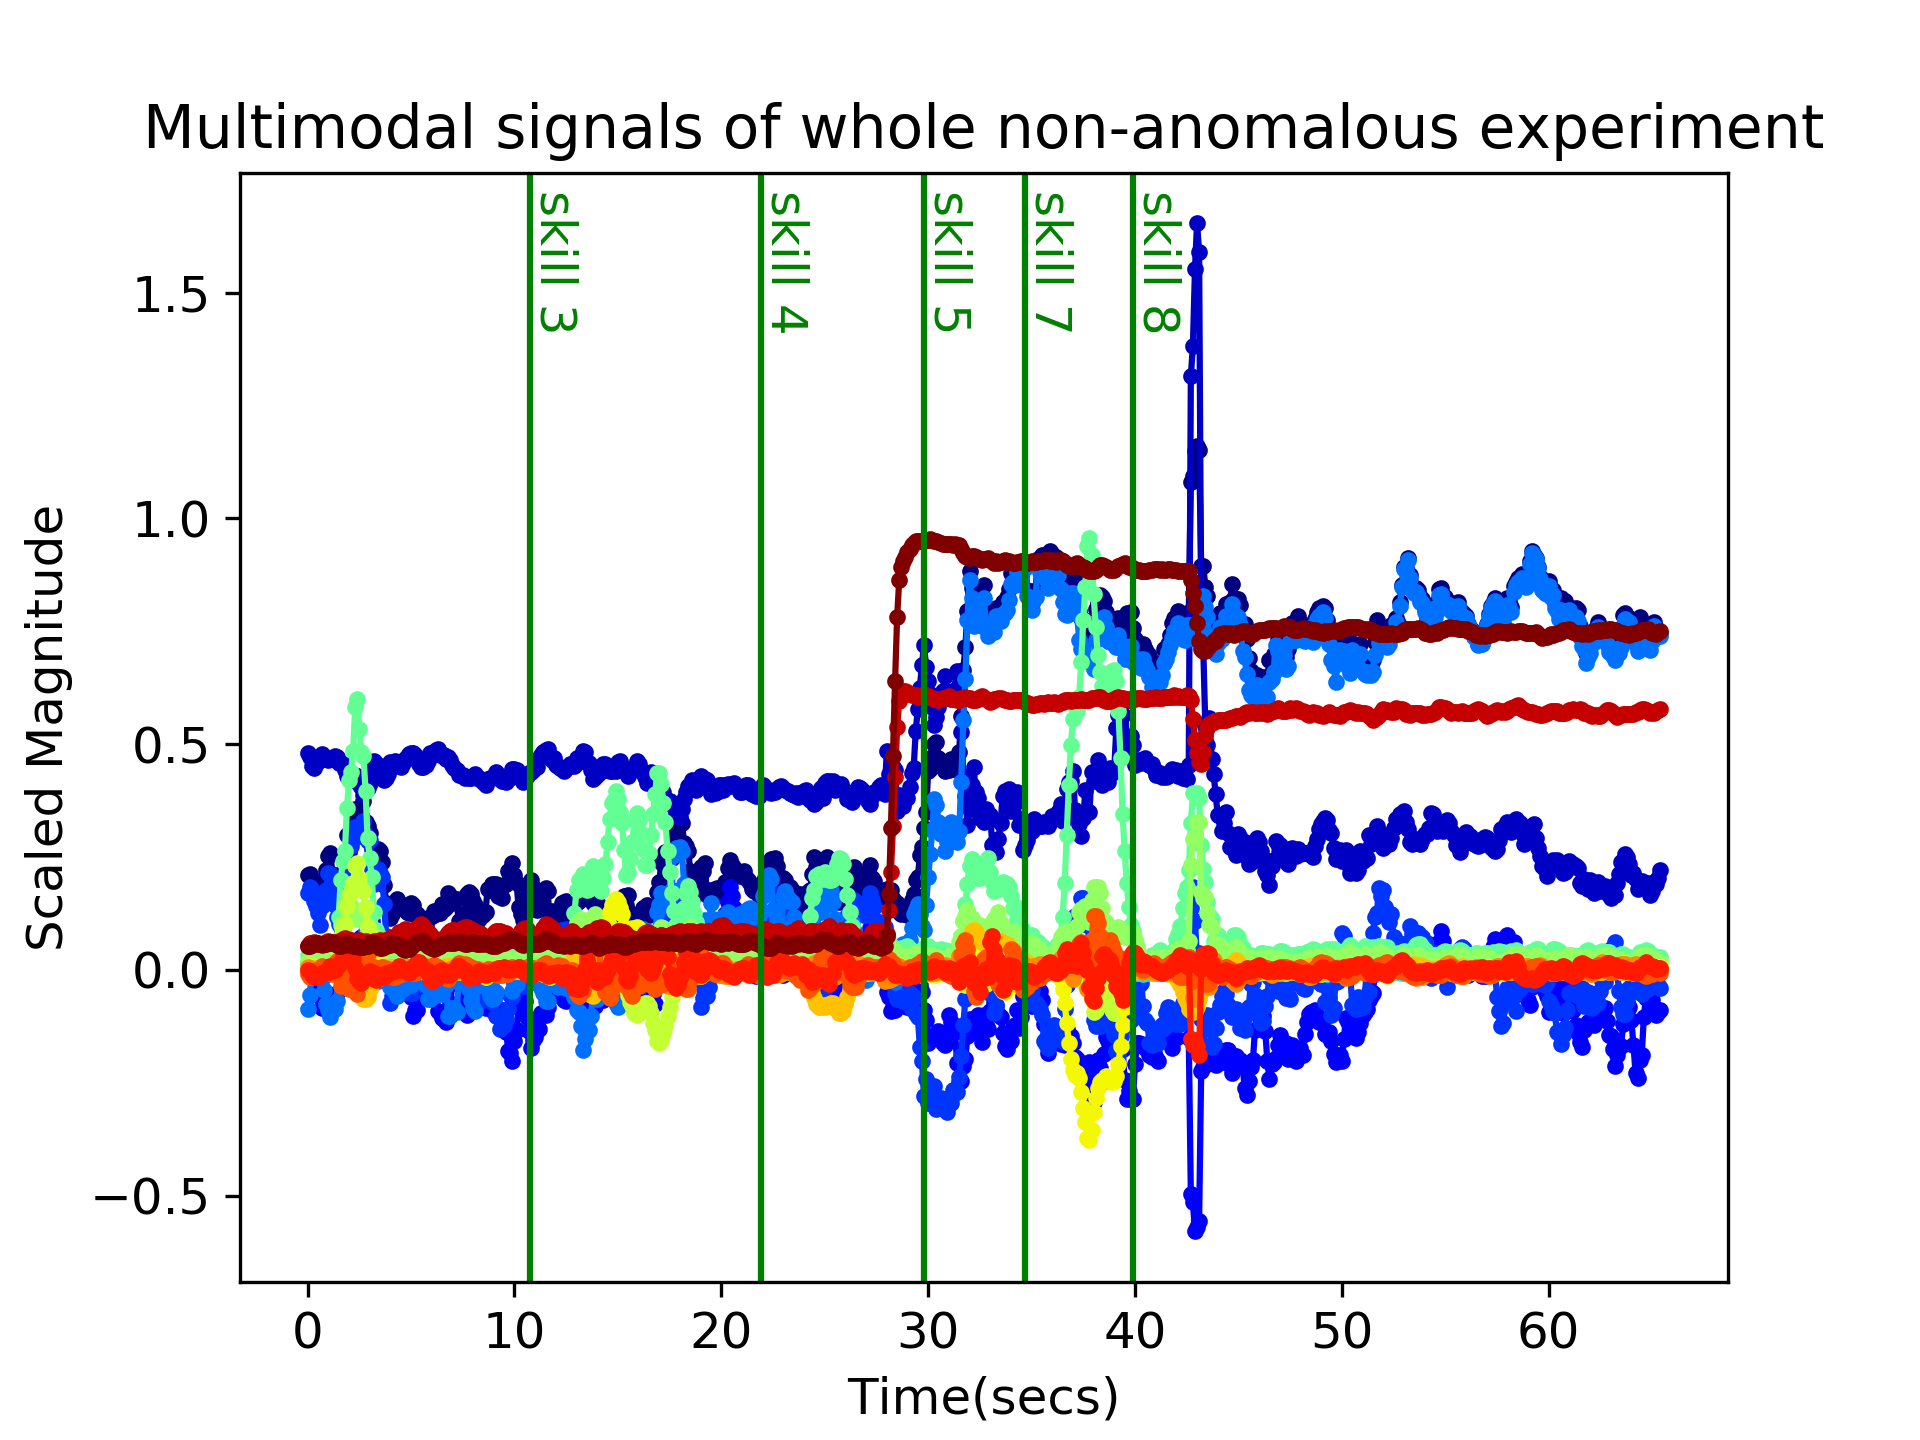 Multimodal signals of whole non-anomalous experiment
skill 3
skill 4
skill 5
skill 7
skill 8
1.5
1.0
0.5
0.0
−0.5
Scaled Magnitude
0 10 20 30 40 50 60
Time(secs)